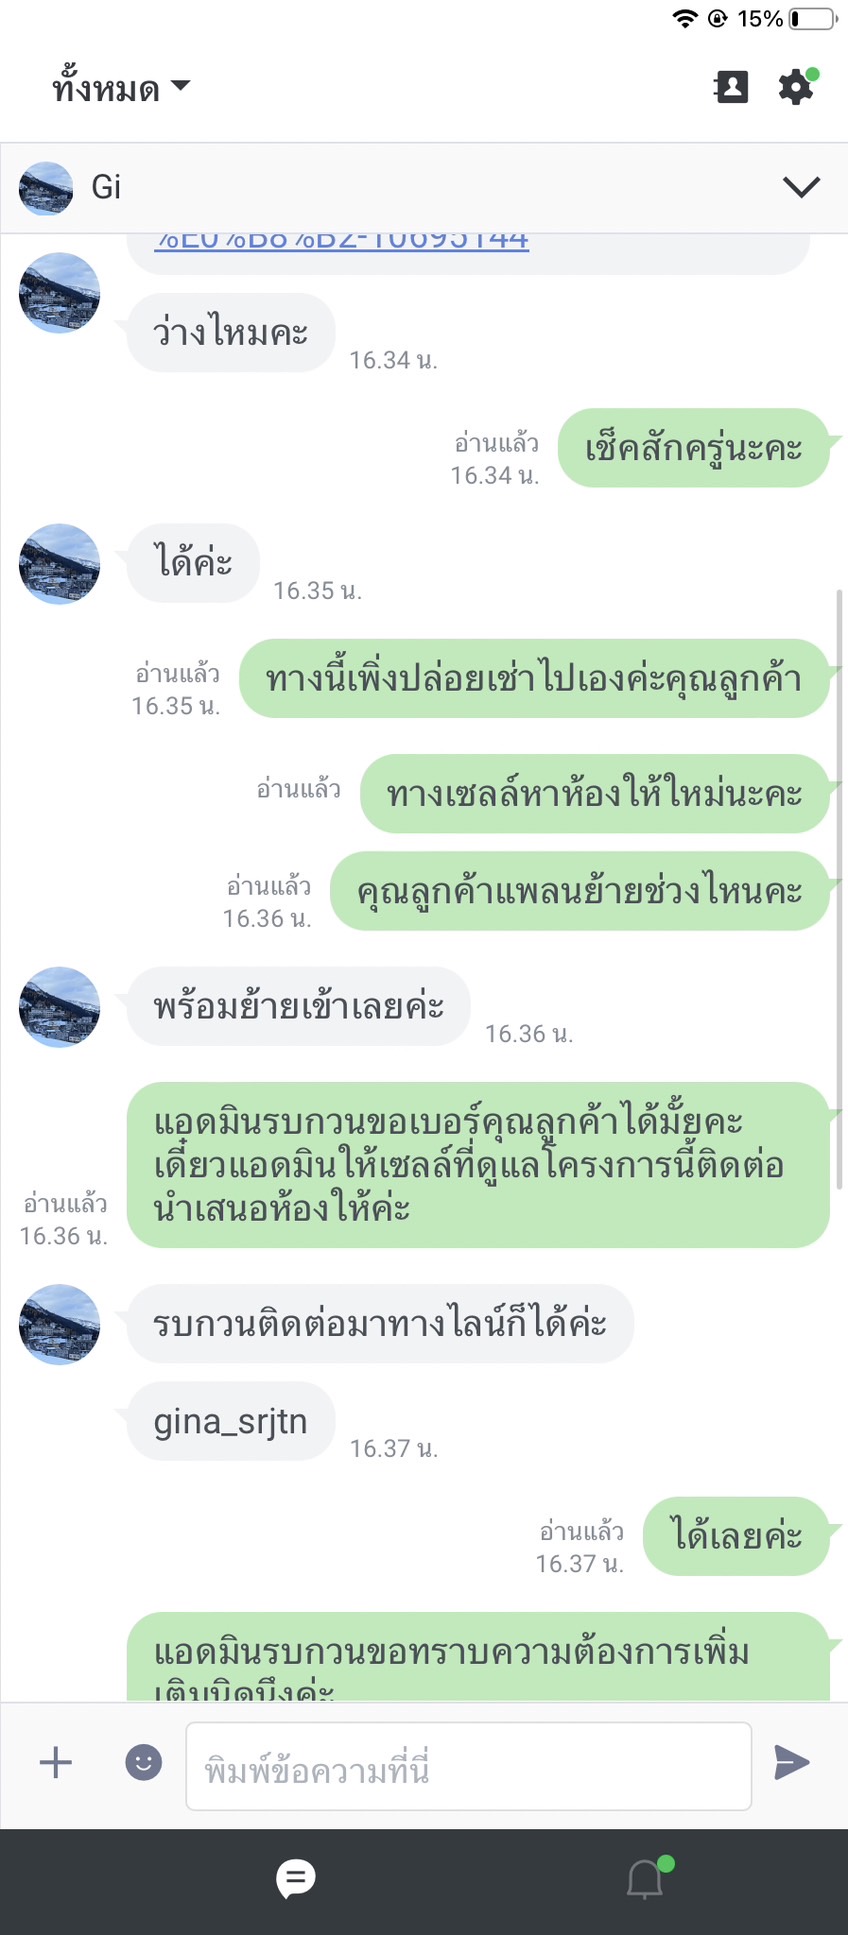 15%
ทั้งหมด
Gi
%E0%B8%B2-10695144
ว่างไหมคะ
16.34 น.
อ่านแล้ว
16.34 น.
เช็คสักครู่นะคะ
ได้ค่ะ
16.35 น.
อ่านแล้ว
16.35 น.
ทางนี้เพิ่งปล่อยเช่าไปเองค่ะคุณลูกค้า
อ่านแล้ว
ทางเซลล์หาห้องให้ใหม่นะคะ
อ่านแล้ว
16.36 น.
คุณลูกค้าแพลนย้ายช่วงไหนคะ
พร้อมย้ายเข้าเลยค่ะ
16.36 น.
แอดมินรบกวนขอเบอร์คุณลูกค้าได้มั้ยคะ
เดี๋ยวแอดมินให้เซลล์ที่ดูแลโครงการนี้ติดต่อ
นำเสนอห้องให้ค่ะ
อ่านแล้ว
16.36 น.
รบกวนติดต่อมาทางไลน์ก็ได้ค่ะ
gina_srjtn
16.37 น.
อ่านแล้ว
16.37 น.
ได้เลยค่ะ
แอดมินรบกวนขอทราบความต้องการเพิ่ม
เติมนิดนึงค่ะ
พิมพ์ข้อความที่นี่